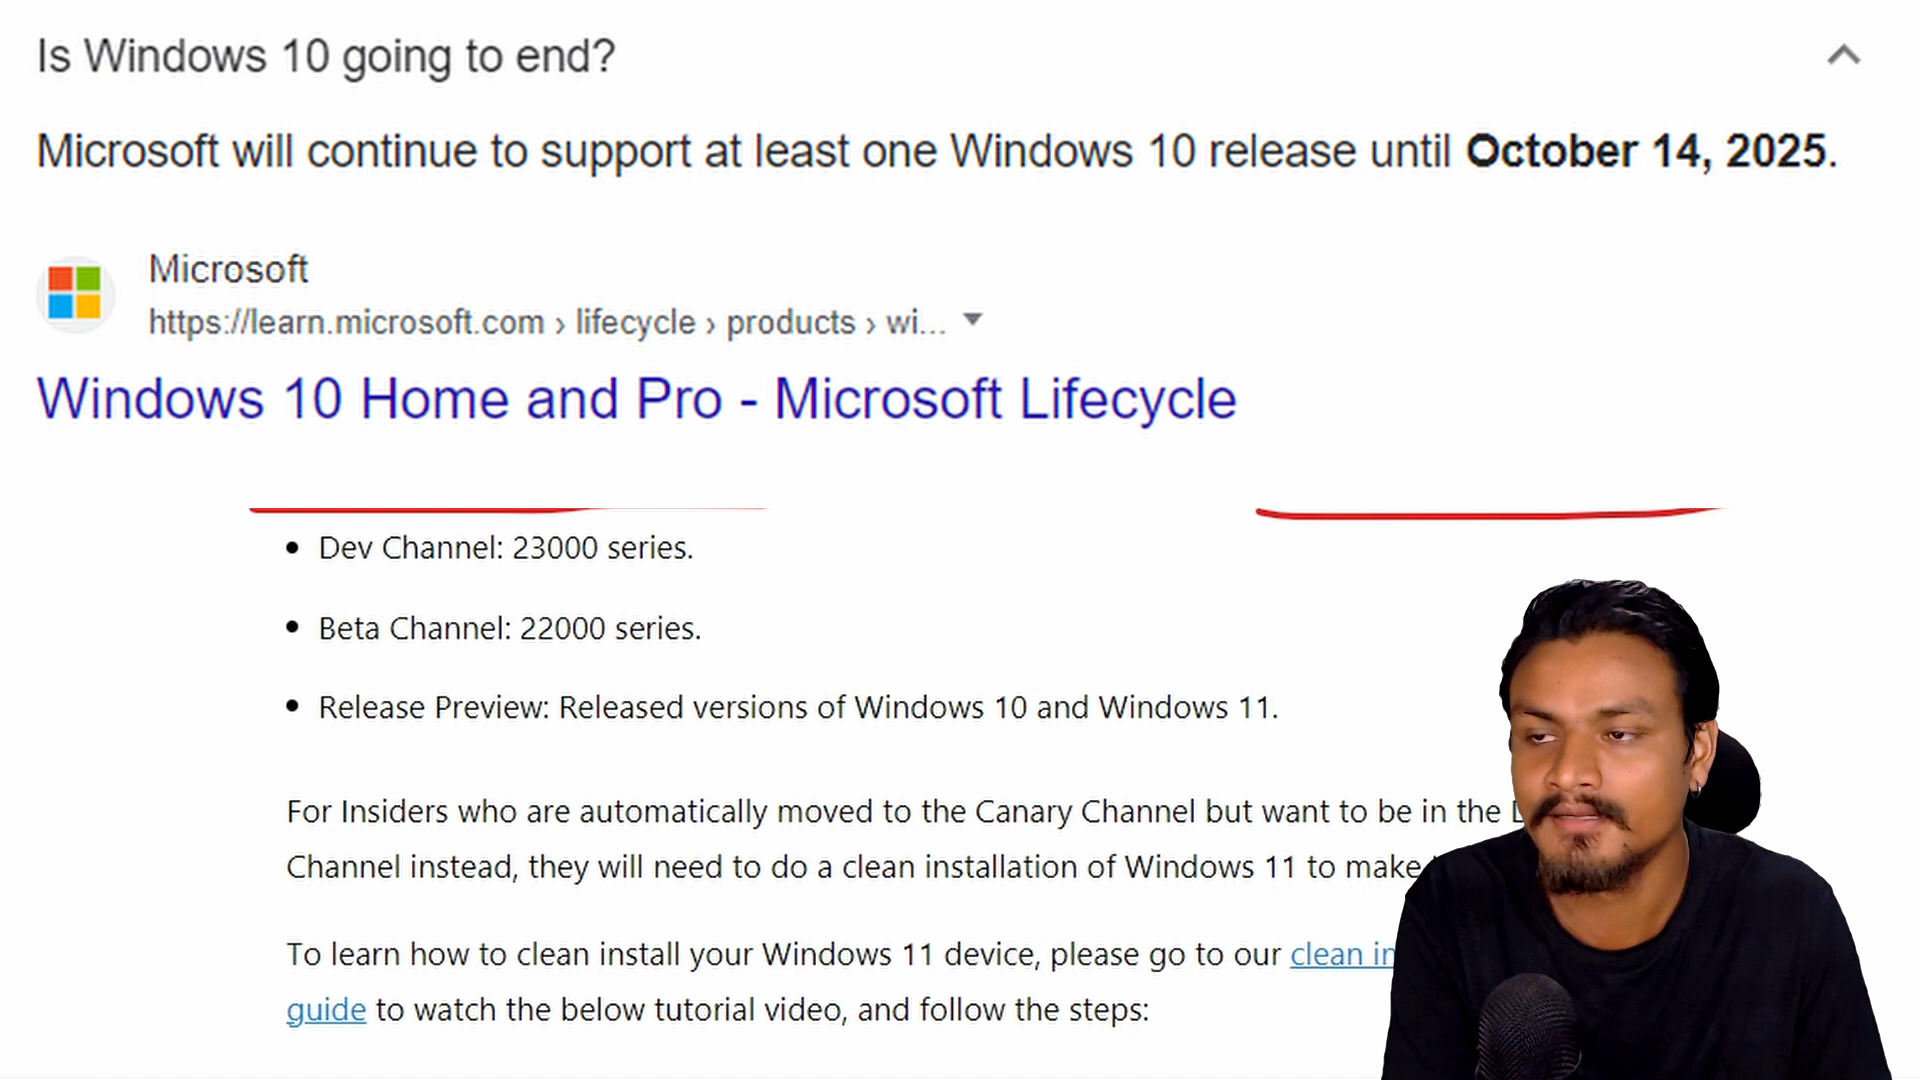 Is Windows 10 going to end?
Microsoft will continue to support at least one Windows 10 release until October 14, 2025.
Microsoft
https://learn.microsoft.com › lifecycle › products › wi...
Windows 10 Home and Pro - Microsoft Lifecycle
• Dev Channel: 23000 series.
• Beta Channel: 22000 series.
• Release Preview: Released versions of Windows 10 and Windows 11.
For Insiders who are automatically moved to the Canary Channel but want to be in the
Channel instead, they will need to do a clean installation of Windows 11 to make
To learn how to clean install your Windows 11 device, please go to our clean
guide to watch the below tutorial video, and follow the steps: